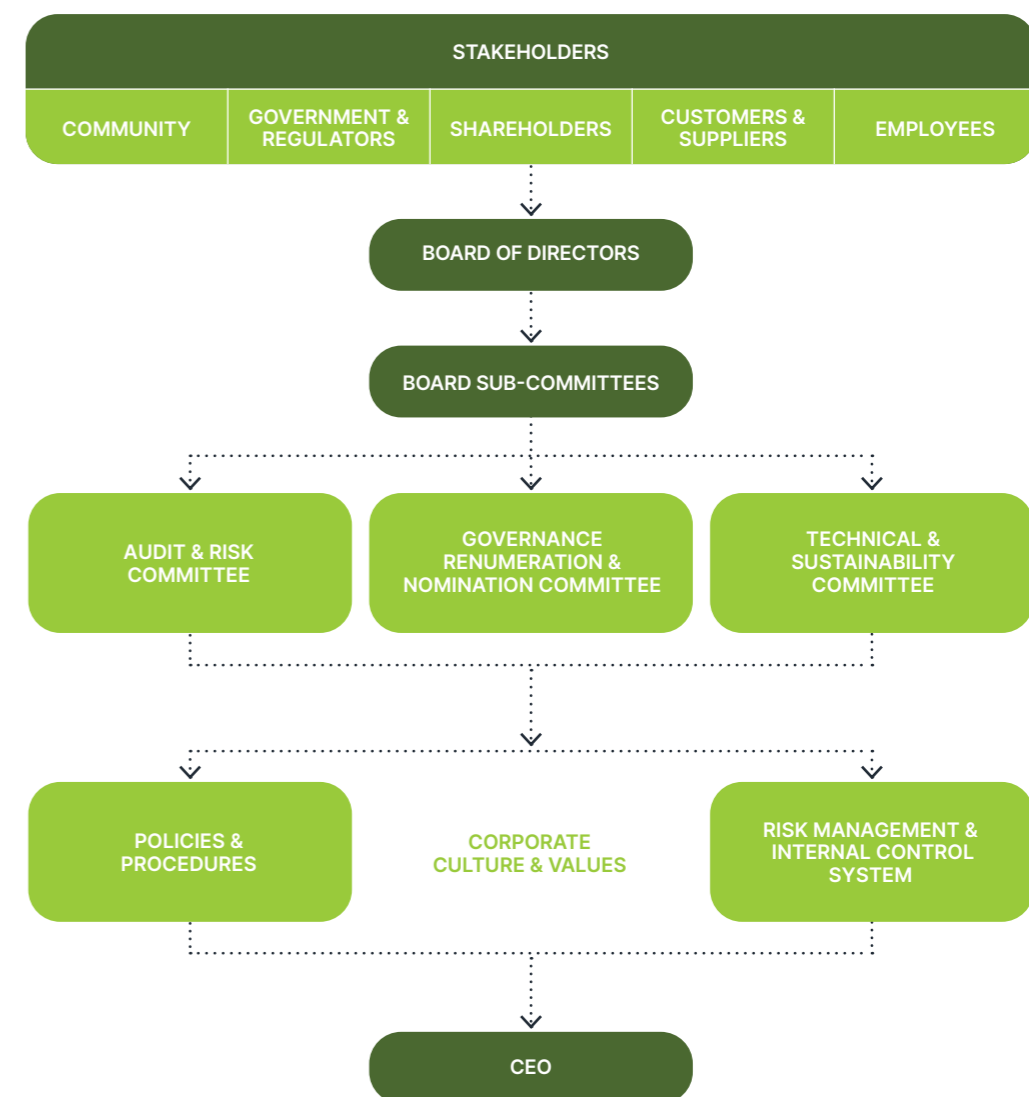 STAKEHOLDERS
COMMUNITY
GOVERNMENT &
REGULATORS
SHAREHOLDERS
CUSTOMERS &
SUPPLIERS
EMPLOYEES
BOARD OF DIRECTORS
BOARD SUB-COMMITTEES
AUDIT & RISK
COMMITTEE
GOVERNANCE
RENUMERATION &
NOMINATION COMMITTEE
TECHNICAL &
SUSTAINABILITY
COMMITTEE
POLICIES &
PROCEDURES
CORPORATE
CULTURE & VALUES
RISK MANAGEMENT &
INTERNAL CONTROL
SYSTEM
CEO